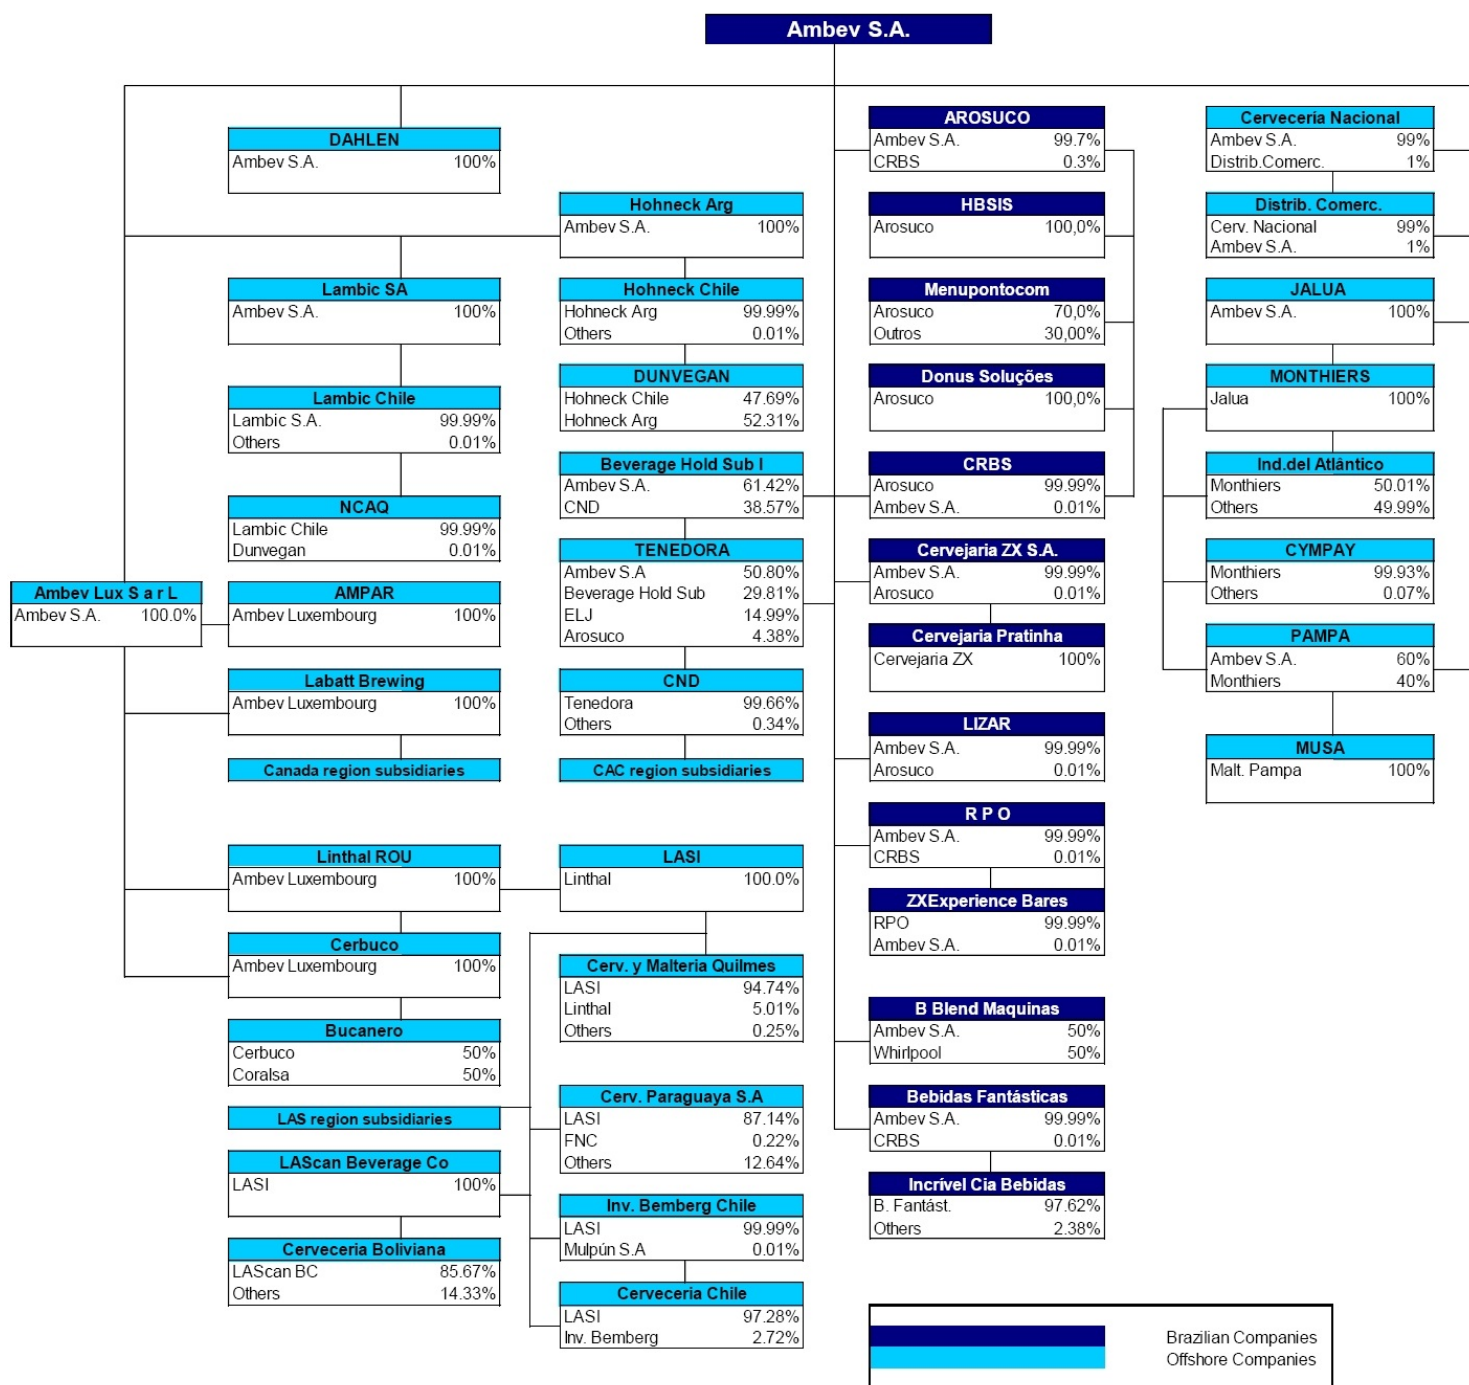 Ambev S.A.
DAHLEN
Ambev S.A. 100%
Hohneck Arg
Ambev S.A. 100%
Lambic SA
Ambev S.A. 100%
Hohneck Chile
Hohneck Arg 99.99%
Others 0.01%
Lambic Chile
Lambic S.A. 99.99%
Others 0.01%
DUNVEGAN
Hohneck Chile 47.69%
Hohneck Arg 52.31%
NCAQ
Lambic Chile 99.99%
Dunvegan 0.01%
Beverage Hold Sub I
Ambev S.A. 61.42%
CND 38.57%
Ambev Lux S a r L
Ambev S.A. 100.0%
AMPAR
Ambev Luxembourg 100%
TENEDORA
Ambev S.A 50.80%
Beverage Hold Sub 29.81%
ELJ 14.99%
Arosuco 4.38%
Labatt Brewing
Ambev Luxembourg 100%
CND
Tenedora 99.66%
Others 0.34%
Canada region subsidiaries
CAC region subsidiaries
Linthal ROU
Ambev Luxembourg 100%
LASI
Linthal 100.0%
Cerbuco
Ambev Luxembourg 100%
Cerv. y Malteria Quilmes
LASI 94.74%
Linthal 5.01%
Others 0.25%
Bucanero
Cerbuco 50%
Coralsa 50%
LAS region subsidiaries
Cerv. Paraguaya S.A
LASI 87.14%
FNC 0.22%
Others 12.64%
LAScan Beverage Co
LASI 100%
Inv. Bemberg Chile
LASI 99.99%
Mulpún S.A 0.01%
Cerveceria Boliviana
LAScan BC 85.67%
Others 14.33%
Cerveceria Chile
LASI 97.28%
Inv. Bemberg 2.72%
AROSUCO
Ambev S.A. 99.7%
CRBS 0.3%
HBSIS
Arosuco 100,0%
Menupontocom
Arosuco 70,0%
Outros 30,00%
Donus Soluções
Arosuco 100,0%
CRBS
Arosuco 99.99%
Ambev S.A. 0.01%
Cervejaria ZX S.A.
Ambev S.A. 99.99%
Arosuco 0.01%
Cervejaria Pratinha
Cervejaria ZX 100%
LIZAR
Ambev S.A. 99.99%
Arosuco 0.01%
R P O
Ambev S.A. 99.99%
CRBS 0.01%
ZXExperience Bares
RPO 99.99%
Ambev S.A. 0.01%
B Blend Maquinas
Ambev S.A. 50%
Whirlpool 50%
Bebidas Fantásticas
Ambev S.A. 99.99%
CRBS 0.01%
Incrível Cia Bebidas
B. Fantást. 97.62%
Others 2.38%
Cerveceria Nacional
Ambev S.A. 99%
Distrib.Comerc. 1%
Distrib. Comerc.
Cerv. Nacional 99%
Ambev S.A. 1%
JALUA
Ambev S.A. 100%
MONTHIERS
Jalua 100%
Ind.del Atlântico
Monthiers 50.01%
Others 49.99%
CYMPAY
Monthiers 99.93%
Others 0.07%
PAMPA
Ambev S.A. 60%
Monthiers 40%
MUSA
Malt. Pampa 100%
Brazilian Companies
Offshore Companies